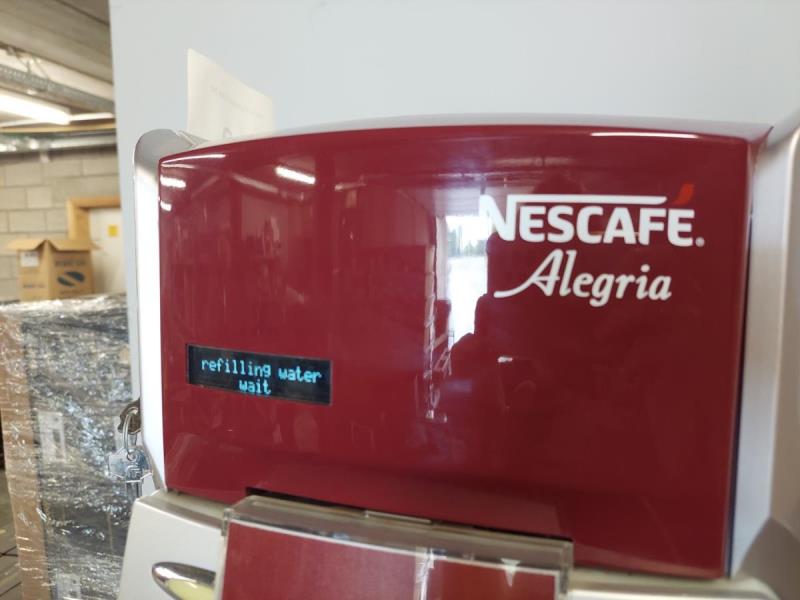 NESCAFÉ.
Alegria
refilling water
wait